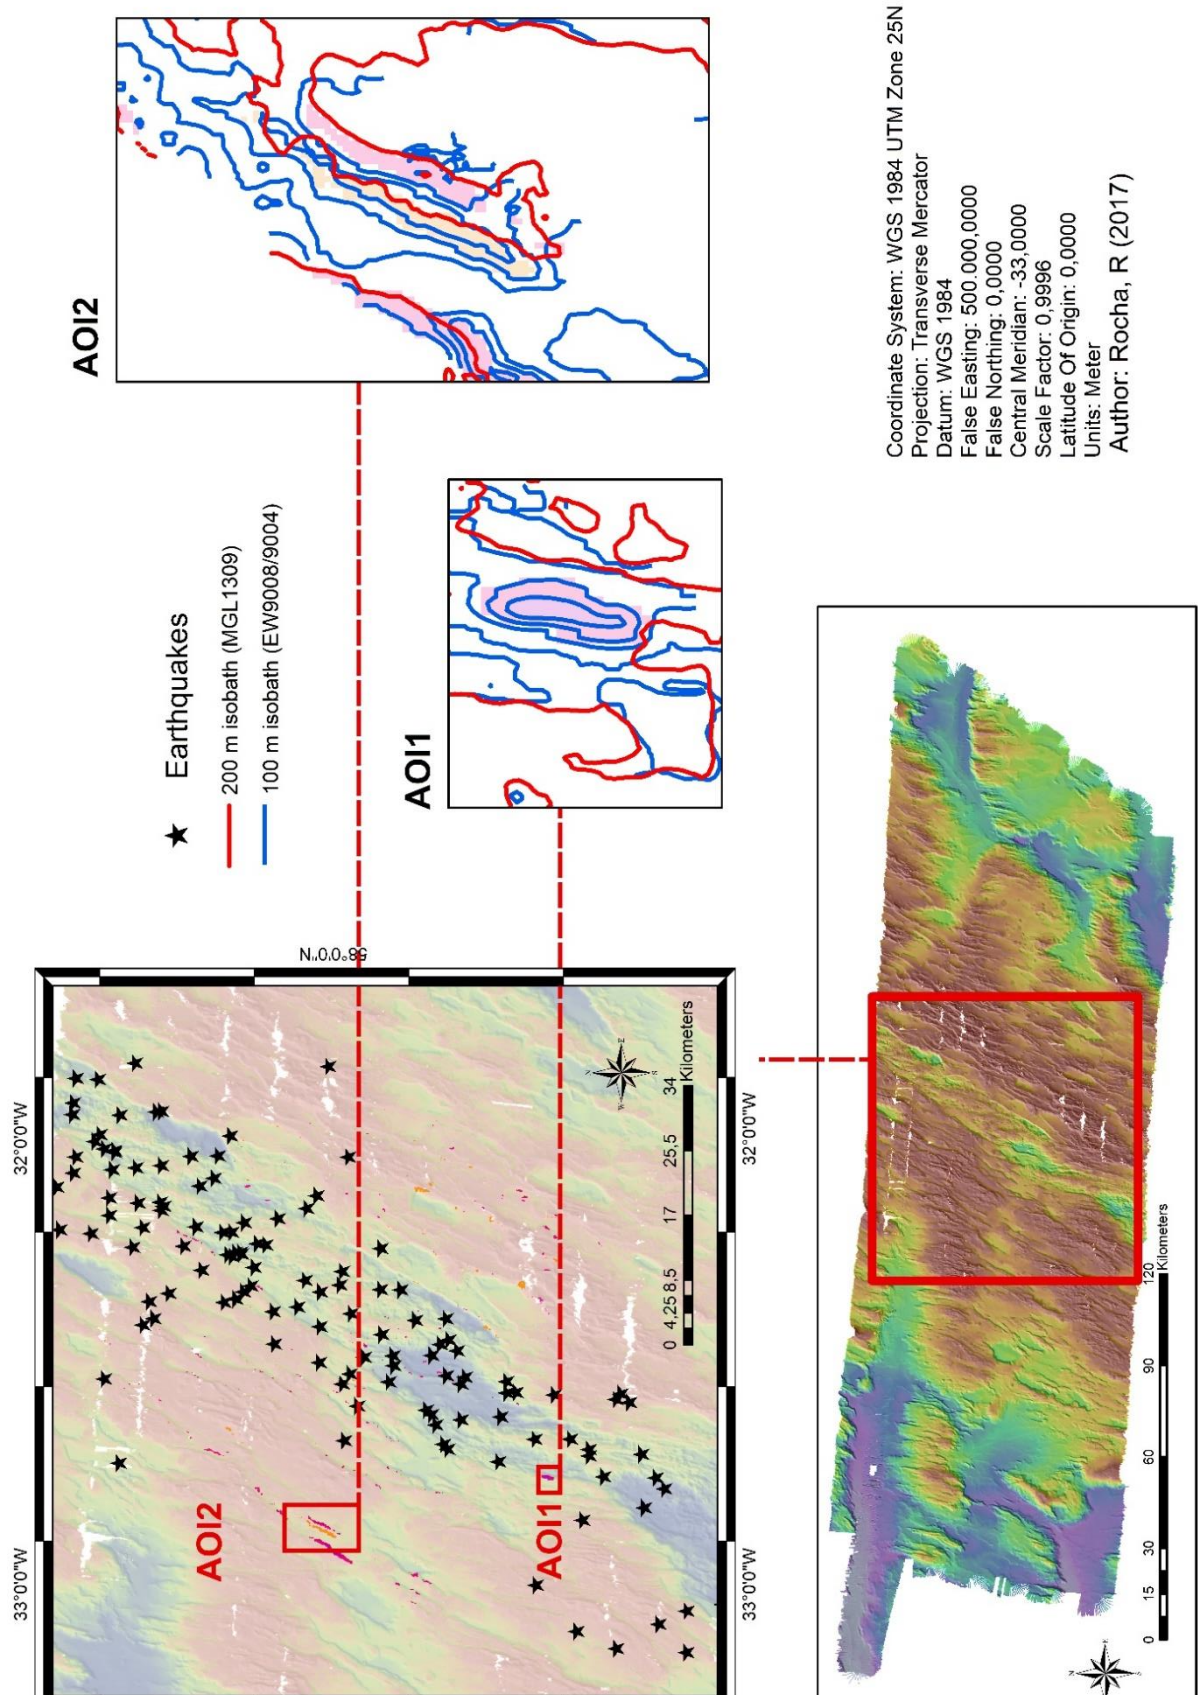 33°0'0"W
32°0'0"W
58°0'0"N
AOI2
AOI1
N
E
S
W
0 4,25 8,5 17 25,5 34
Kilometers
33°0'0"W
32°0'0"W
Earthquakes
200 m isobath (MGL1309)
100 m isobath (EW9008/9004)
AOI2
AOI1
0 15 30 60 90 120
Kilometers
Coordinate System: WGS 1984 UTM Zone 25N
Projection: Transverse Mercator
Datum: WGS 1984
False Easting: 500.000,0000
False Northing: 0,0000
Central Meridian: -33,0000
Scale Factor: 0,9996
Latitude Of Origin: 0,0000
Units: Meter
Author: Rocha, R (2017)